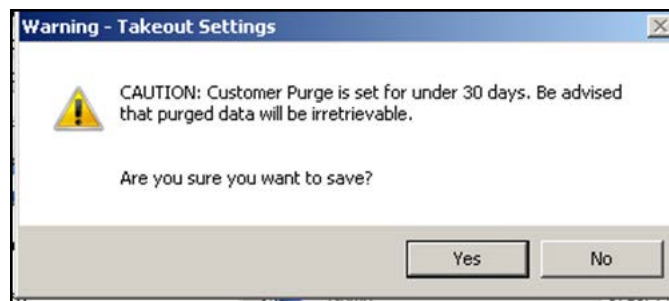 Warning - Takeout Settings
CAUTION: Customer Purge is set for under 30 days. Be advised
that purged data will be irretrievable.
Are you sure you want to save?
Yes
No